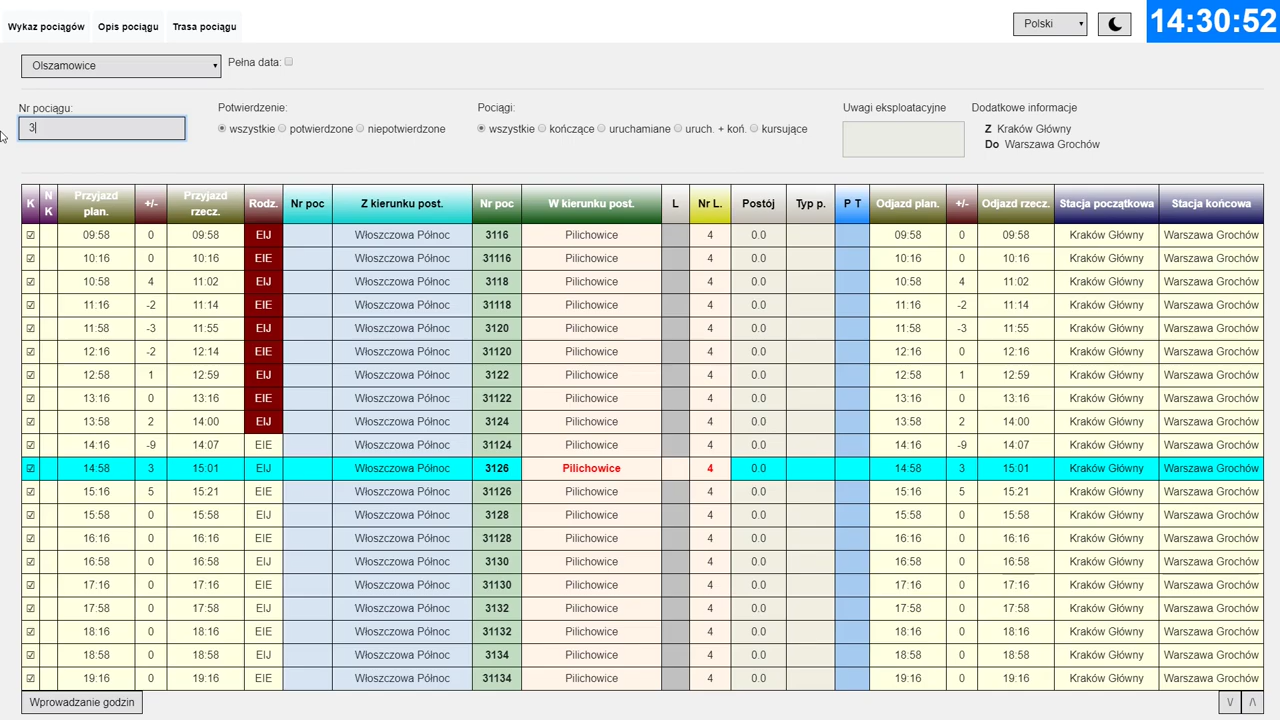 Wykaz pociągów Opis pociągu Trasa pociągu Polski 14:30:52
Olszamowice Pełna data:
Nr pociągu: Potwierdzenie: Pociągi: Uwagi eksploatacyjne Dodatkowe informacje
3 wszystkie potwierdzone niepotwierdzone wszystkie kończące uruchamiane uruch. + koń. kursujące Z Kraków Główny
Do Warszawa Grochów
K N K Przyjazd plan. +/- Przyjazd rzecz. Rodz. Nr poc Z kierunku post. Nr poc W kierunku post. L Nr L. Postój Typ p. P T Odjazd plan. +/- Odjazd rzecz. Stacja początkowa Stacja końcowa
09:58 0 09:58 EIJ Włoszczowa Północ 3116 Pilichowice 4 0.0 09:58 0 09:58 Kraków Główny Warszawa Grochów
10:16 0 10:16 EIE Włoszczowa Północ 31116 Pilichowice 4 0.0 10:16 0 10:16 Kraków Główny Warszawa Grochów
10:58 4 11:02 EIJ Włoszczowa Północ 3118 Pilichowice 4 0.0 10:58 4 11:02 Kraków Główny Warszawa Grochów
11:16 -2 11:14 EIE Włoszczowa Północ 31118 Pilichowice 4 0.0 11:16 -2 11:14 Kraków Główny Warszawa Grochów
11:58 -3 11:55 EIJ Włoszczowa Północ 3120 Pilichowice 4 0.0 11:58 -3 11:55 Kraków Główny Warszawa Grochów
12:16 -2 12:14 EIE Włoszczowa Północ 31120 Pilichowice 4 0.0 12:16 0 12:16 Kraków Główny Warszawa Grochów
12:58 1 12:59 EIJ Włoszczowa Północ 3122 Pilichowice 4 0.0 12:58 1 12:59 Kraków Główny Warszawa Grochów
13:16 0 13:16 EIE Włoszczowa Północ 31122 Pilichowice 4 0.0 13:16 0 13:16 Kraków Główny Warszawa Grochów
13:58 2 14:00 EIJ Włoszczowa Północ 3124 Pilichowice 4 0.0 13:58 2 14:00 Kraków Główny Warszawa Grochów
14:16 -9 14:07 EIE Włoszczowa Północ 31124 Pilichowice 4 0.0 14:16 -9 14:07 Kraków Główny Warszawa Grochów
14:58 3 15:01 EIJ Włoszczowa Północ 3126 Pilichowice 4 0.0 14:58 3 15:01 Kraków Główny Warszawa Grochów
15:16 5 15:21 EIE Włoszczowa Północ 31126 Pilichowice 4 0.0 15:16 5 15:21 Kraków Główny Warszawa Grochów
15:58 0 15:58 EIJ Włoszczowa Północ 3128 Pilichowice 4 0.0 15:58 0 15:58 Kraków Główny Warszawa Grochów
16:16 0 16:16 EIE Włoszczowa Północ 31128 Pilichowice 4 0.0 16:16 0 16:16 Kraków Główny Warszawa Grochów
16:58 0 16:58 EIJ Włoszczowa Północ 3130 Pilichowice 4 0.0 16:58 0 16:58 Kraków Główny Warszawa Grochów
17:16 0 17:16 EIE Włoszczowa Północ 31130 Pilichowice 4 0.0 17:16 0 17:16 Kraków Główny Warszawa Grochów
17:58 0 17:58 EIJ Włoszczowa Północ 3132 Pilichowice 4 0.0 17:58 0 17:58 Kraków Główny Warszawa Grochów
18:16 0 18:16 EIE Włoszczowa Północ 31132 Pilichowice 4 0.0 18:16 0 18:16 Kraków Główny Warszawa Grochów
18:58 0 18:58 EIJ Włoszczowa Północ 3134 Pilichowice 4 0.0 18:58 0 18:58 Kraków Główny Warszawa Grochów
19:16 0 19:16 EIE Włoszczowa Północ 31134 Pilichowice 4 0.0 19:16 0 19:16 Kraków Główny Warszawa Grochów
Wprowadzanie godzin V Λ